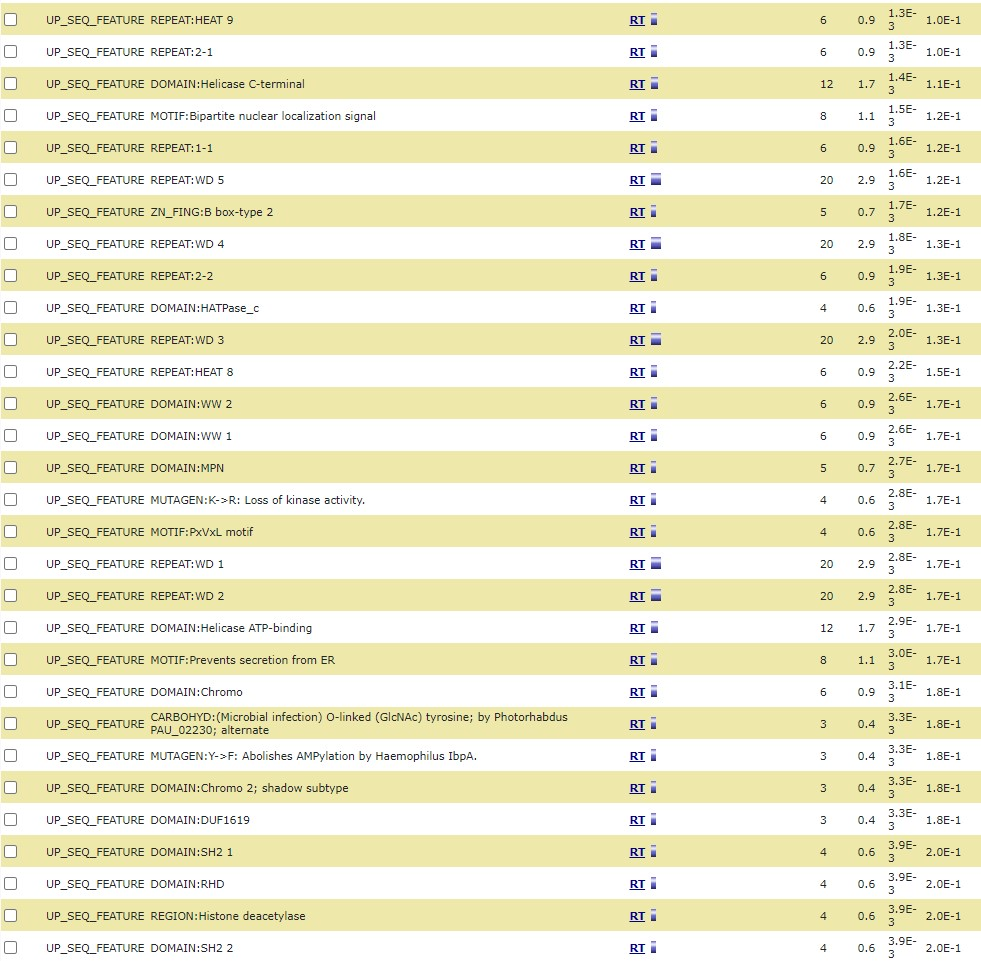 UP_SEQ_FEATURE REPEAT:HEAT 9 RT 6 0.9 1.3E-3 1.0E-1
UP_SEQ_FEATURE REPEAT:2-1 RT 6 0.9 1.3E-3 1.0E-1
UP_SEQ_FEATURE DOMAIN:Helicase C-terminal RT 12 1.7 1.4E-3 1.1E-1
UP_SEQ_FEATURE MOTIF:Bipartite nuclear localization signal RT 8 1.1 1.5E-3 1.2E-1
UP_SEQ_FEATURE REPEAT:1-1 RT 6 0.9 1.6E-3 1.2E-1
UP_SEQ_FEATURE REPEAT:WD 5 RT 20 2.9 1.6E-3 1.2E-1
UP_SEQ_FEATURE ZN_FING:B box-type 2 RT 5 0.7 1.7E-3 1.2E-1
UP_SEQ_FEATURE REPEAT:WD 4 RT 20 2.9 1.8E-3 1.3E-1
UP_SEQ_FEATURE REPEAT:2-2 RT 6 0.9 1.9E-3 1.3E-1
UP_SEQ_FEATURE DOMAIN:HATPase_c RT 4 0.6 1.9E-3 1.3E-1
UP_SEQ_FEATURE REPEAT:WD 3 RT 20 2.9 2.0E-3 1.3E-1
UP_SEQ_FEATURE REPEAT:HEAT 8 RT 6 0.9 2.2E-3 1.5E-1
UP_SEQ_FEATURE DOMAIN:WW 2 RT 6 0.9 2.6E-3 1.7E-1
UP_SEQ_FEATURE DOMAIN:WW 1 RT 6 0.9 2.6E-3 1.7E-1
UP_SEQ_FEATURE DOMAIN:MPN RT 5 0.7 2.7E-3 1.7E-1
UP_SEQ_FEATURE MUTAGEN:K->R: Loss of kinase activity. RT 4 0.6 2.8E-3 1.7E-1
UP_SEQ_FEATURE MOTIF:PxVxL motif RT 4 0.6 2.8E-3 1.7E-1
UP_SEQ_FEATURE REPEAT:WD 1 RT 20 2.9 2.8E-3 1.7E-1
UP_SEQ_FEATURE REPEAT:WD 2 RT 20 2.9 2.8E-3 1.7E-1
UP_SEQ_FEATURE DOMAIN:Helicase ATP-binding RT 12 1.7 2.9E-3 1.7E-1
UP_SEQ_FEATURE MOTIF:Prevents secretion from ER RT 8 1.1 3.0E-3 1.7E-1
UP_SEQ_FEATURE DOMAIN:Chromo RT 6 0.9 3.1E-3 1.8E-1
UP_SEQ_FEATURE CARBOHYD:(Microbial infection) O-linked (GlcNAc) tyrosine; by Photorhabdus
PAU_02230; alternate RT 3 0.4 3.3E-3 1.8E-1
UP_SEQ_FEATURE MUTAGEN:Y->F: Abolishes AMPylation by Haemophilus IbpA. RT 3 0.4 3.3E-3 1.8E-1
UP_SEQ_FEATURE DOMAIN:Chromo 2; shadow subtype RT 3 0.4 3.3E-3 1.8E-1
UP_SEQ_FEATURE DOMAIN:DUF1619 RT 3 0.4 3.3E-3 1.8E-1
UP_SEQ_FEATURE DOMAIN:SH2 1 RT 4 0.6 3.9E-3 2.0E-1
UP_SEQ_FEATURE DOMAIN:RHD RT 4 0.6 3.9E-3 2.0E-1
UP_SEQ_FEATURE REGION:Histone deacetylase RT 4 0.6 3.9E-3 2.0E-1
UP_SEQ_FEATURE DOMAIN:SH2 2 RT 4 0.6 3.9E-3 2.0E-1